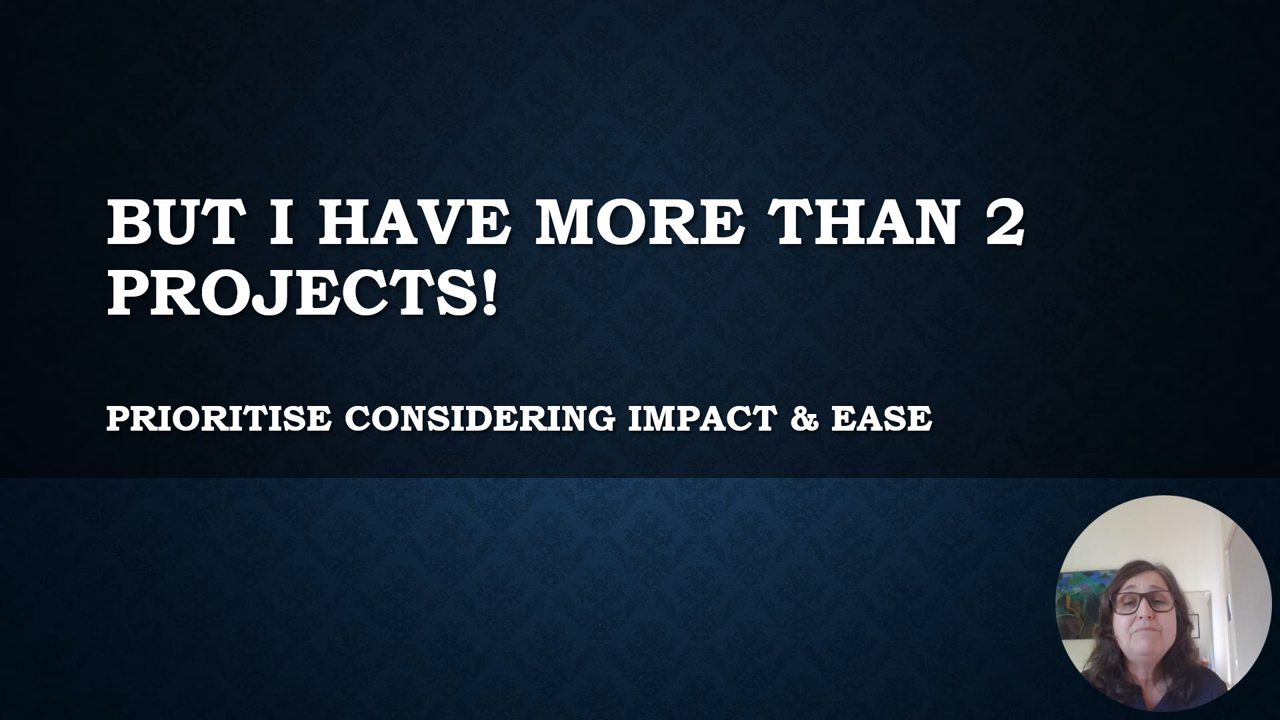 BUT I HAVE MORE THAN 2
PROJECTS!
PRIORITISE CONSIDERING IMPACT & EASE